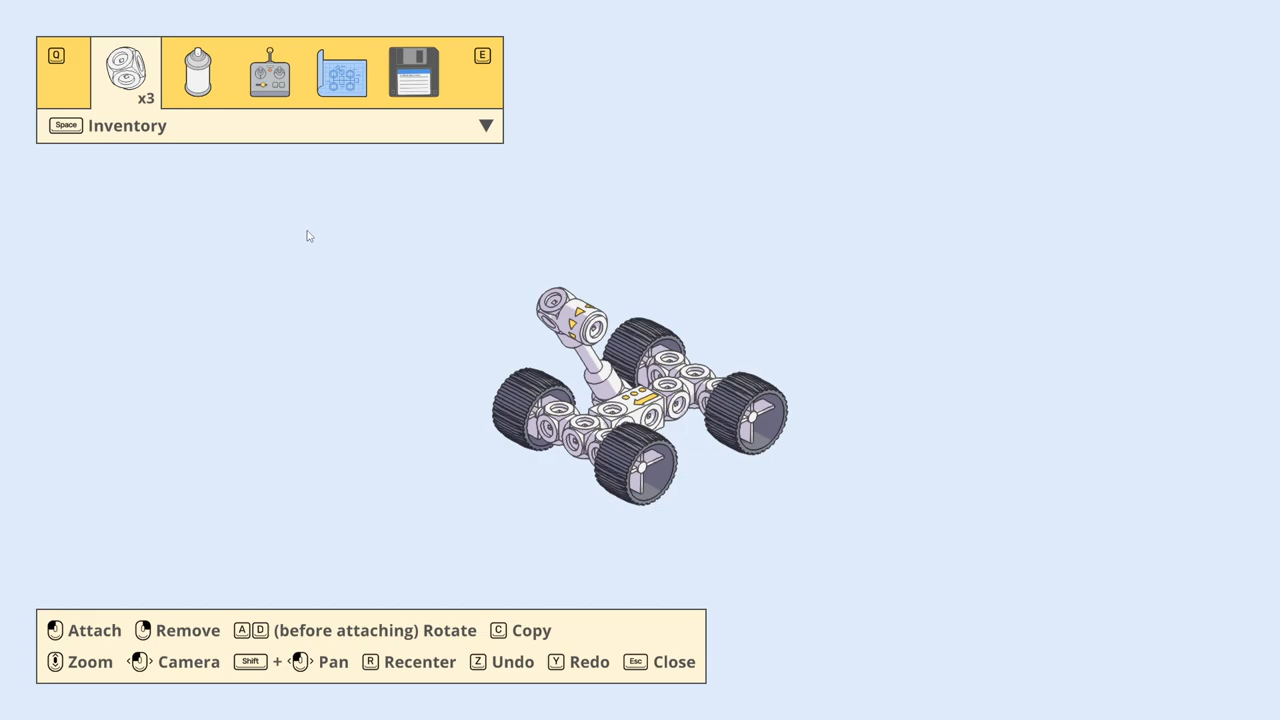 Q
E
x3
Space Inventory
Attach Remove A D (before attaching) Rotate C Copy
Zoom Camera Shift + Pan R Recenter Z Undo Y Redo Esc Close